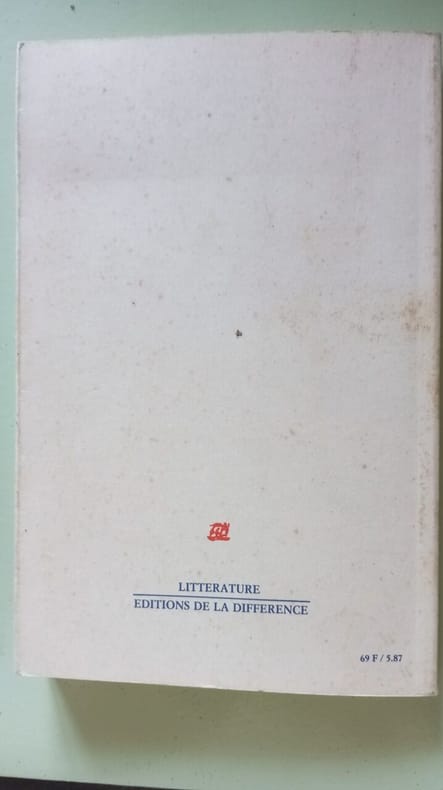 LITTERATURE
EDITIONS DE LA DIFFERENCE
69 F / 5.87